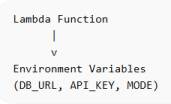 Lambda Function
|
v
Environment Variables
(DB_URL, API_KEY, MODE)